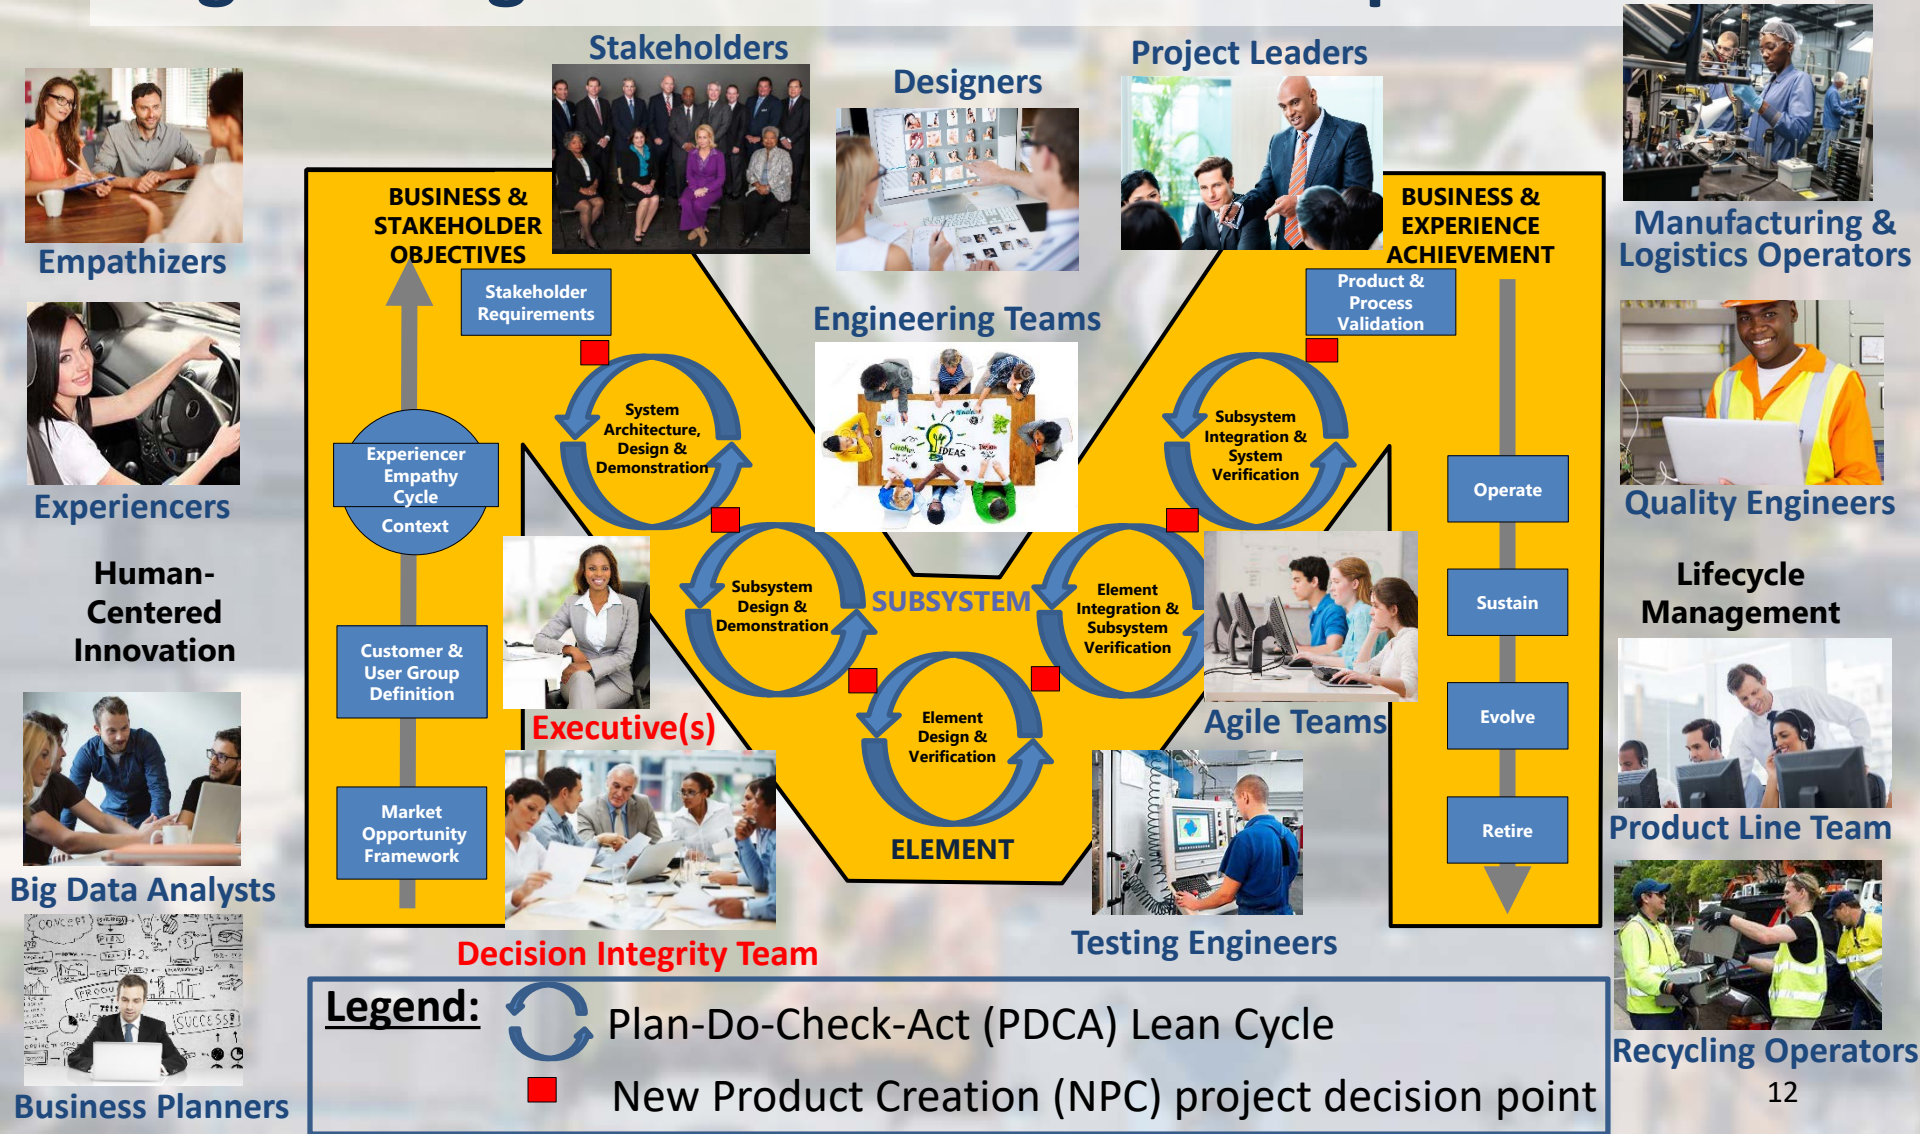 Stakeholders
Designers
Project Leaders
Empathizers
Experiencers
Human-
Centered
Innovation
Big Data Analysts
CONCEPT
SUCCESS!
Business Planners
BUSINESS &
STAKEHOLDER
OBJECTIVES
Stakeholder
Requirements
Experiencer
Empathy
Cycle
Context
Customer &
User Group
Definition
Market
Opportunity
Framework
System
Architecture,
Design &
Demonstration
Subsystem
Design &
Demonstration
Engineering Teams
IDEAS
SUBSYSTEM
Element
Design &
Verification
ELEMENT
Element
Integration &
Subsystem
Verification
Subsystem
Integration &
System
Verification
Executive(s)
Decision Integrity Team
Agile Teams
Testing Engineers
BUSINESS &
EXPERIENCE
ACHIEVEMENT
Product &
Process
Validation
Operate
Sustain
Evolve
Retire
Manufacturing &
Logistics Operators
Quality Engineers
Lifecycle
Management
Product Line Team
Recycling Operators
Legend:
Plan-Do-Check-Act (PDCA) Lean Cycle
New Product Creation (NPC) project decision point
12